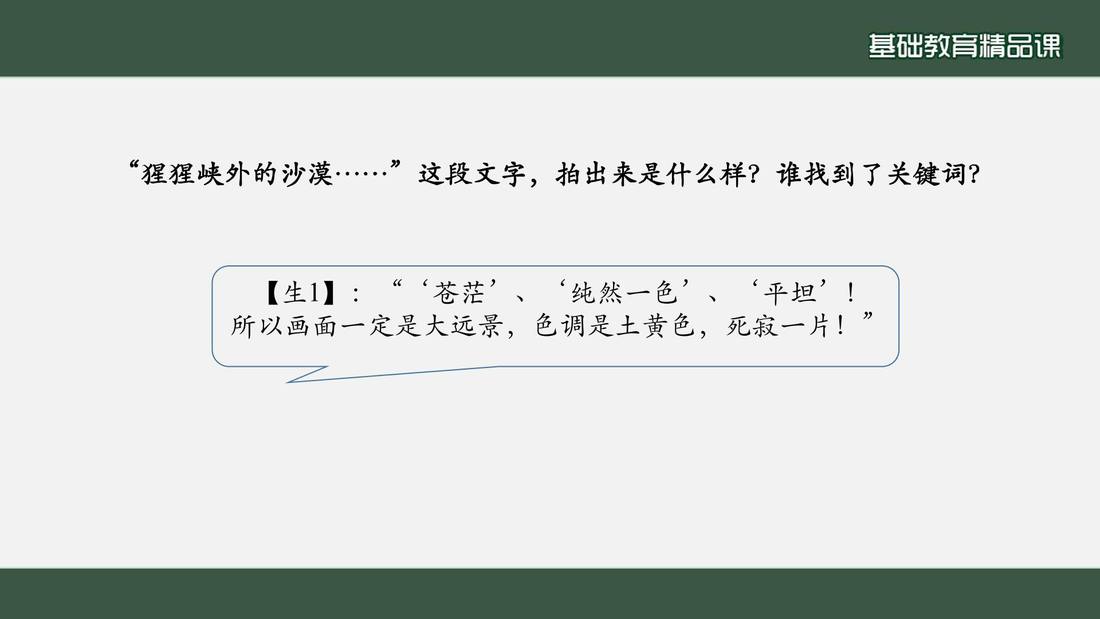 基础教育精品课
“猩猩峡外的沙漠……”这段文字，拍出来是什么样？谁找到了关键词？
【生1】：“‘苍茫’、‘纯然一色’、‘平坦’！
所以画面一定是大远景，色调是土黄色，死寂一片！”